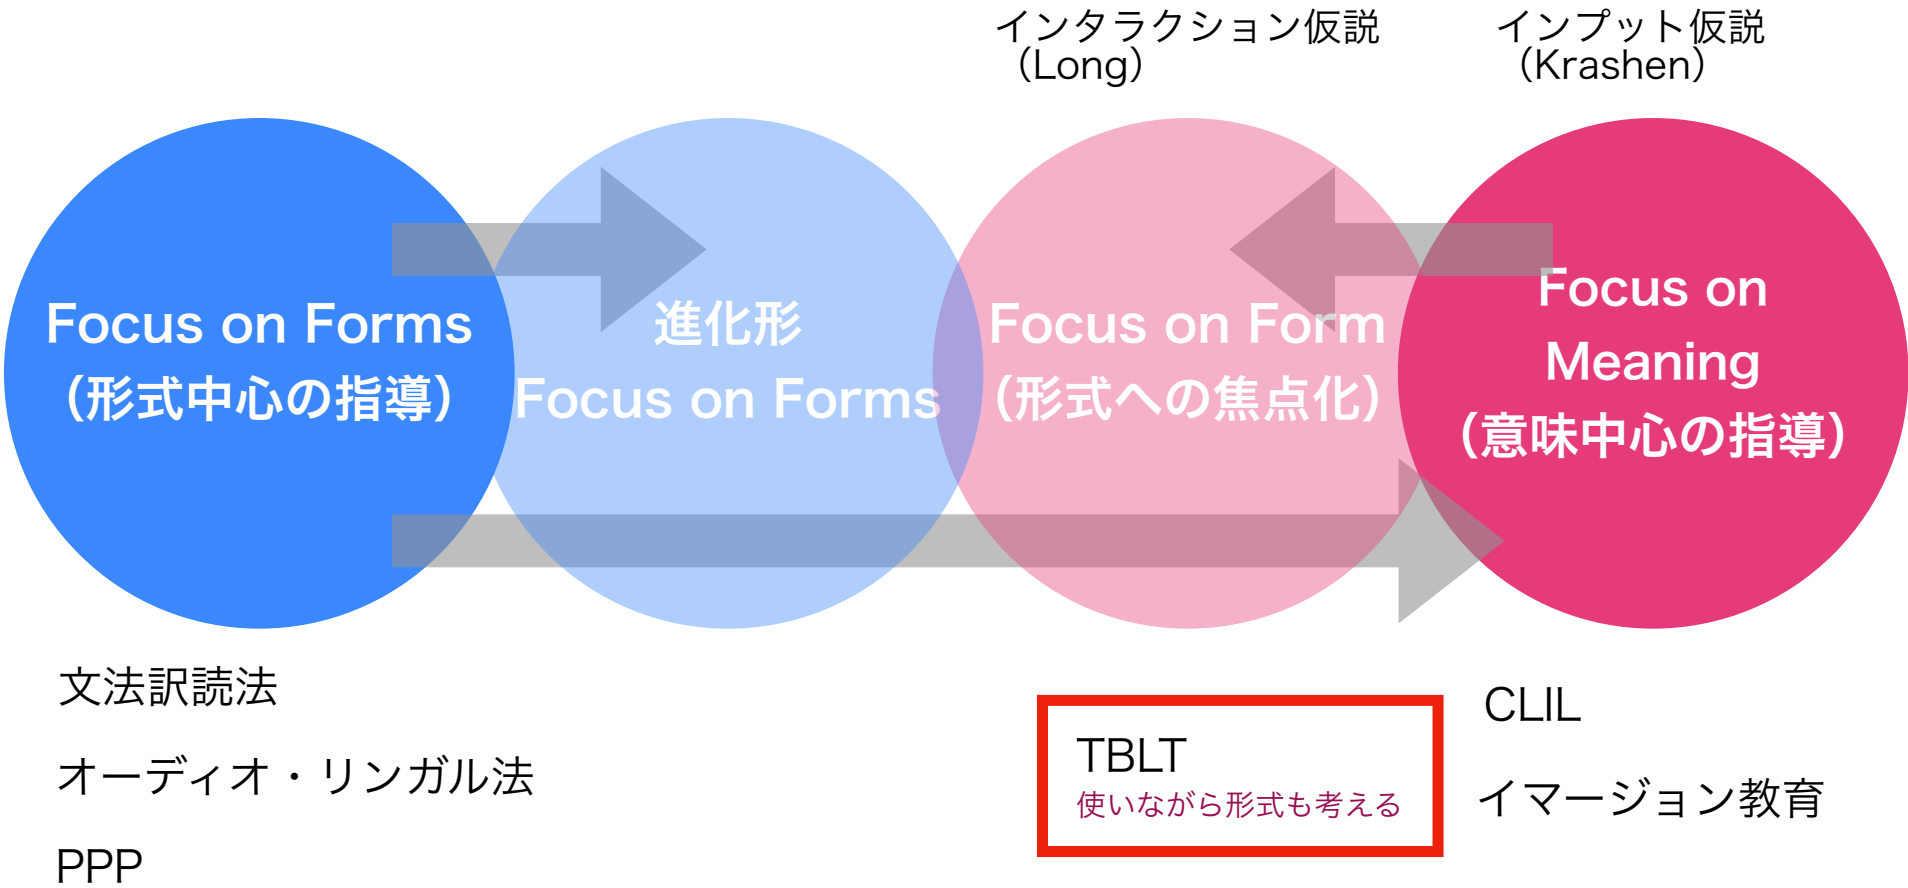 インタラクション仮説
（Long）
インプット仮説
（Krashen）
Focus on Forms
（形式中心の指導）
進化形
Focus on Forms
Focus on Form
（形式への焦点化）
Focus on
Meaning
（意味中心の指導）
文法訳読法
オーディオ・リンガル法
PPP
TBLT
使いながら形式も考える
CLIL
イマージョン教育